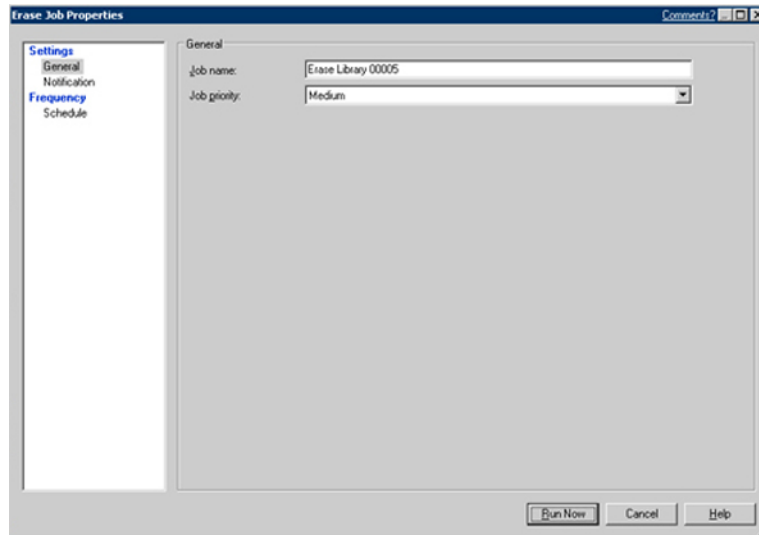 Erase Job Properties
Comments?
Settings
General
Notification
Frequency
Schedule
General
Job name:
Erase Library 00005
Job priority:
Medium
Run Now
Cancel
Help